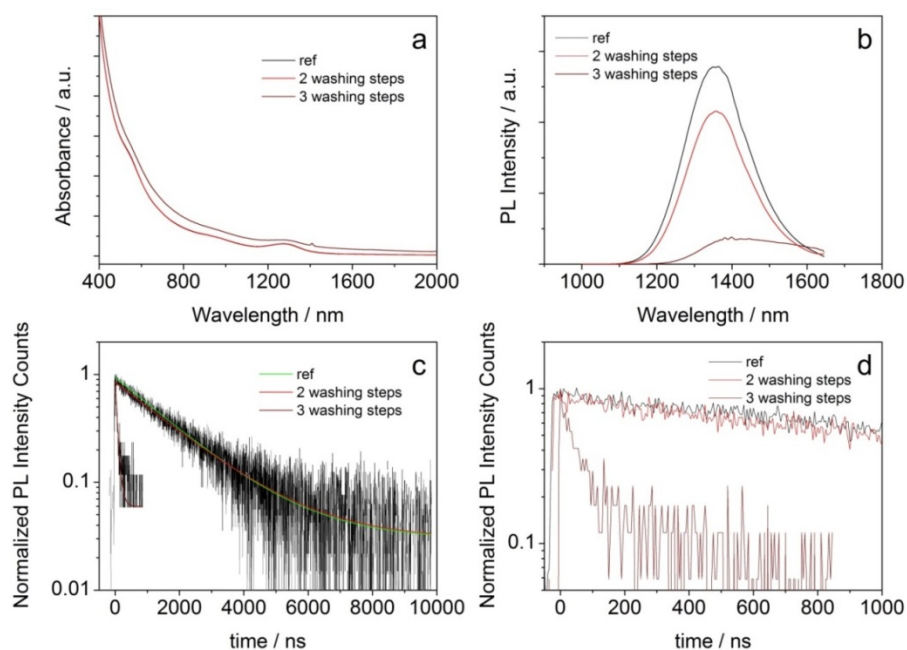 a
ref
2 washing steps
3 washing steps
Absorbance / a.u.
400 800 1200 1600 2000
Wavelength / nm
b
ref
2 washing steps
3 washing steps
PL Intensity / a.u.
1000 1200 1400 1600 1800
Wavelength / nm
c
ref
2 washing steps
3 washing steps
Normalized PL Intensity Counts
1
0.1
0.01
0 2000 4000 6000 8000 10000
time / ns
d
ref
2 washing steps
3 washing steps
Normalized PL Intensity Counts
1
0.1
0 200 400 600 800 1000
time / ns